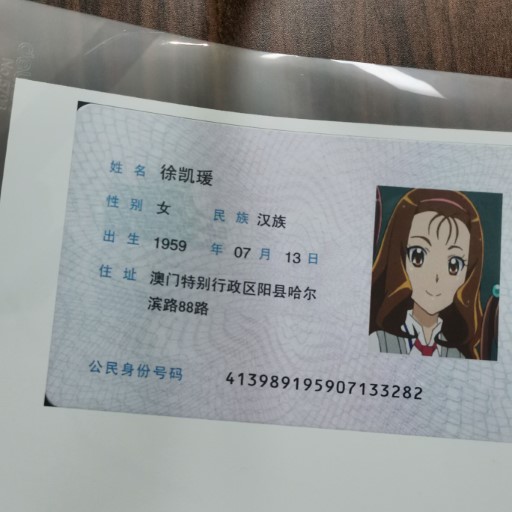 姓名 徐凯瑗
性别 女 民族 汉族
出生 1959 年 07 月 13 日
住址 澳门特别行政区阳县哈尔
滨路88路
公民身份号码 413989195907133282